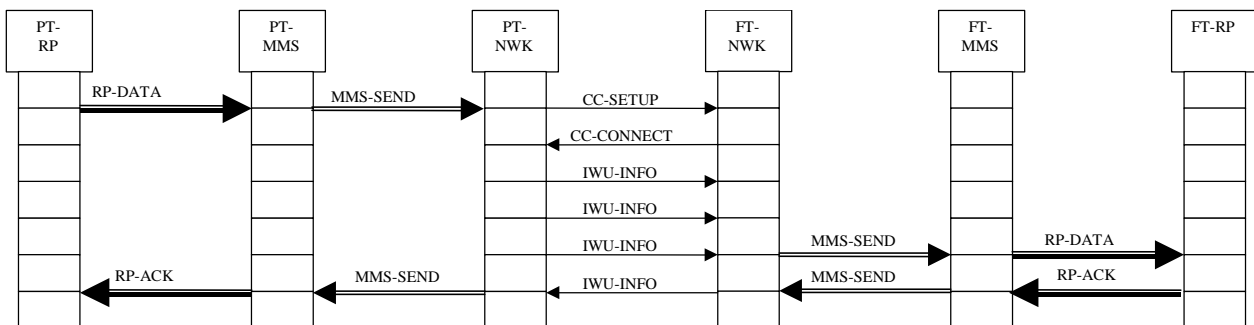 PT-
RP
PT-
MMS
PT-
NWK
FT-
NWK
FT-
MMS
FT-RP
RP-DATA
MMS-SEND
CC-SETUP
CC-CONNECT
IWU-INFO
IWU-INFO
IWU-INFO
MMS-SEND
RP-DATA
RP-ACK
MMS-SEND
IWU-INFO
MMS-SEND
RP-ACK